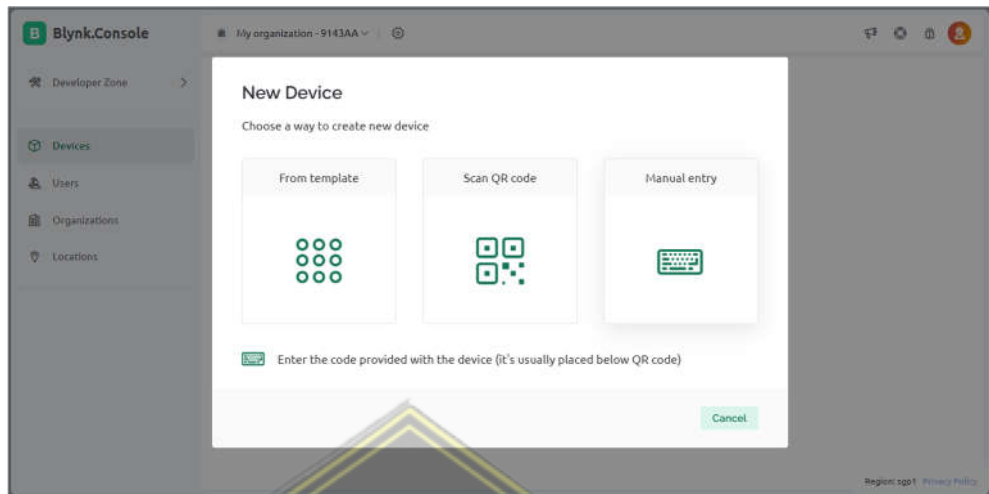 B Blynk.Console
My organization - 9143AA
Developer Zone
Devices
Users
Organizations
Locations
New Device
Choose a way to create new device
From template
Scan QR code
Manual entry
Enter the code provided with the device (it's usually placed below QR code)
Cancel
Region: sgp1 Privacy Policy